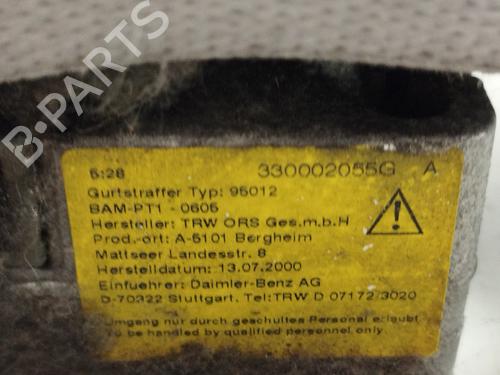 B-PARTS
5:28 330002055G A
Gurtstraffer Typ: 95012
BAM-PT1 - 0605
Hersteller: TRW ORS Ges.m.b.H
Prod.-ort: A-5101 Bergheim
Mattseer Landesstr. 8
Herstelldatum: 13.07.2000
Einfuehrer: Daimler-Benz AG
D-70322 Stuttgart. Tel:TRW D 07172/3020
Umgang nur durch geschultes Personal erlaubt
To be handled by qualified personnel only.